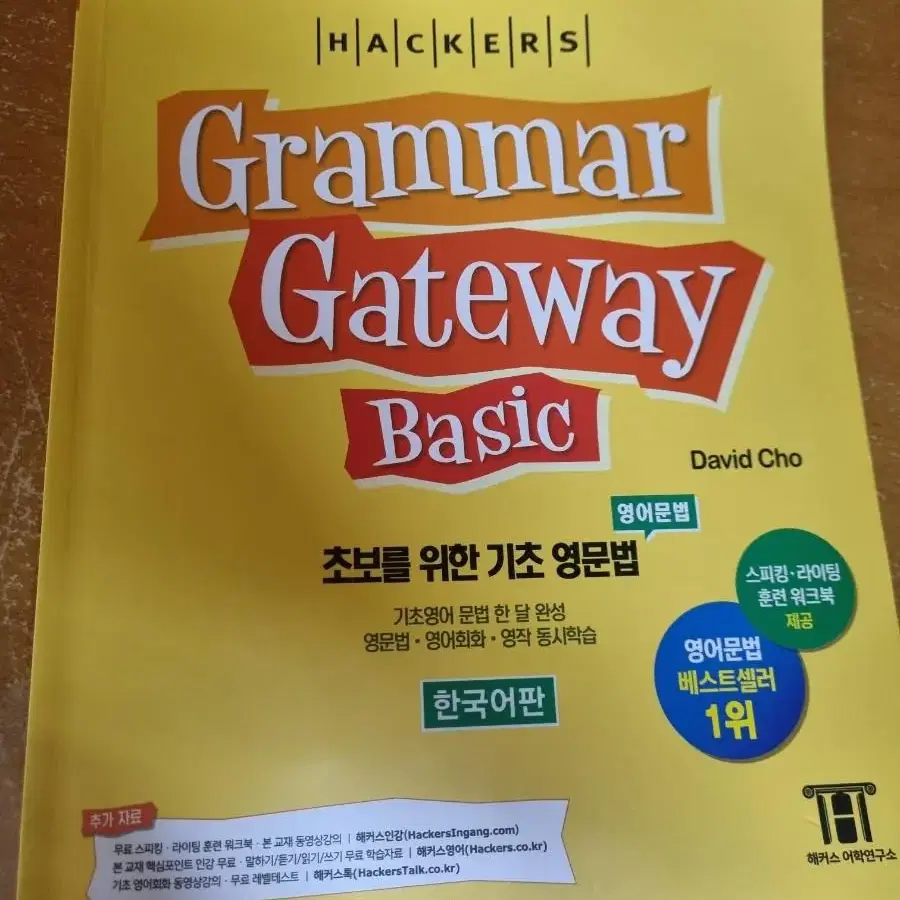 HACKERS
Grammar
Gateway
Basic
David Cho
영어문법
초보를 위한 기초 영문법
기초영어 문법 한 달 완성
영문법・영어회화・영작 동시학습
한국어판
스피킹・라이팅
훈련 워크북
제공
영어문법
베스트셀러
1위
추가 자료
무료 스피킹・라이팅 훈련 워크북・본 교재 동영상강의 | 해커스인강(HackersIngang.com)
본 교재 핵심포인트 인강 무료・말하기/듣기/읽기/쓰기 무료 학습자료 | 해커스영어(Hackers.co.kr)
기초 영어회화 동영상강의・무료 레벨테스트 | 해커스톡(HackersTalk.co.kr)
해커스 어학연구소